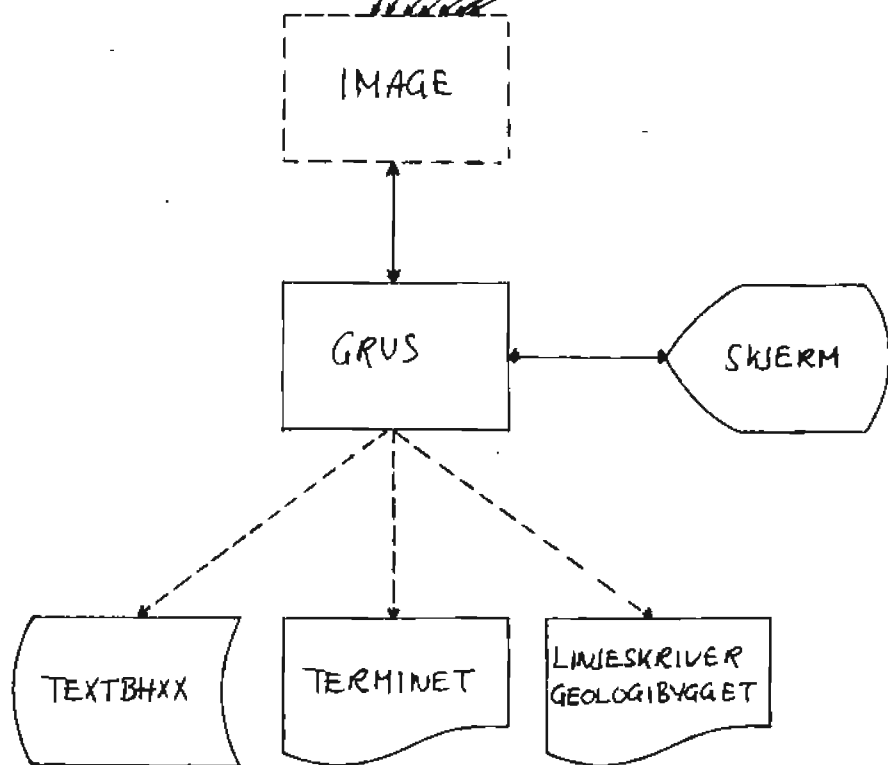 IMAGE
GRUS
SKJERM
TEXTBHXX
TERMINET
LINJESKRIVER
GEOLOGIBYGGET